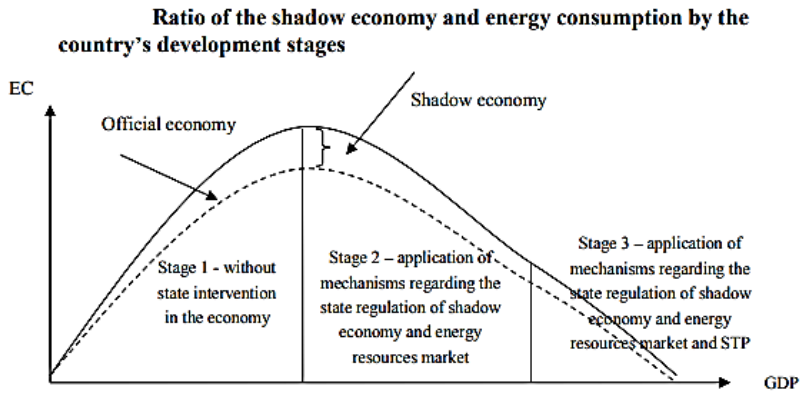 Ratio of the shadow economy and energy consumption by the
country's development stages
EC
Shadow economy
Official economy
Stage 1 - without
state intervention
in the economy
Stage 2 – application of
mechanisms regarding the
state regulation of shadow
economy and energy
resources market
Stage 3 – application of
mechanisms regarding the
state regulation of shadow
economy and energy
resources market and STP
GDP